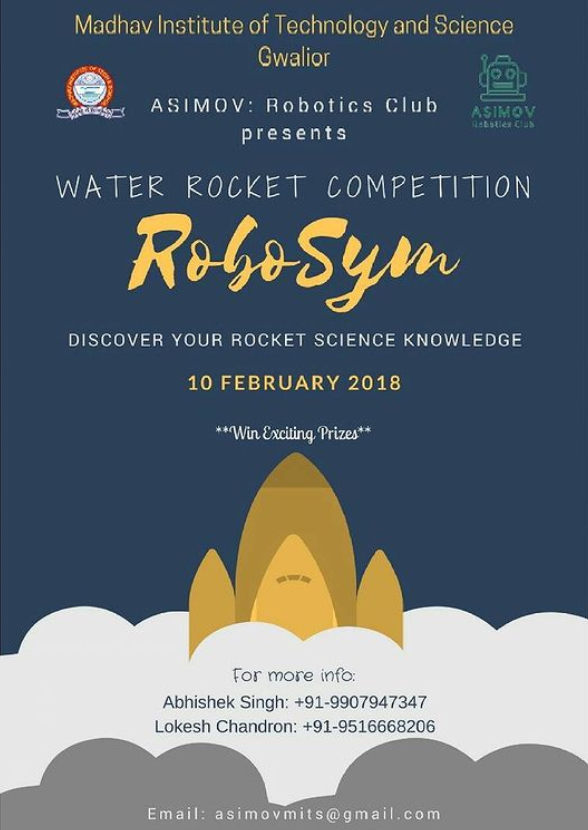 Madhav Institute of Technology and Science
Gwalior
ASIMOV: Robotics Club
presents
ASIMOV
Robotics Club
WATER ROCKET COMPETITION
RoboSym
DISCOVER YOUR ROCKET SCIENCE KNOWLEDGE
10 FEBRUARY 2018
**Win Exciting Prizes**
For more info:
Abhishek Singh: +91-9907947347
Lokesh Chandron: +91-9516668206
Email: asimovmits@gmail.com